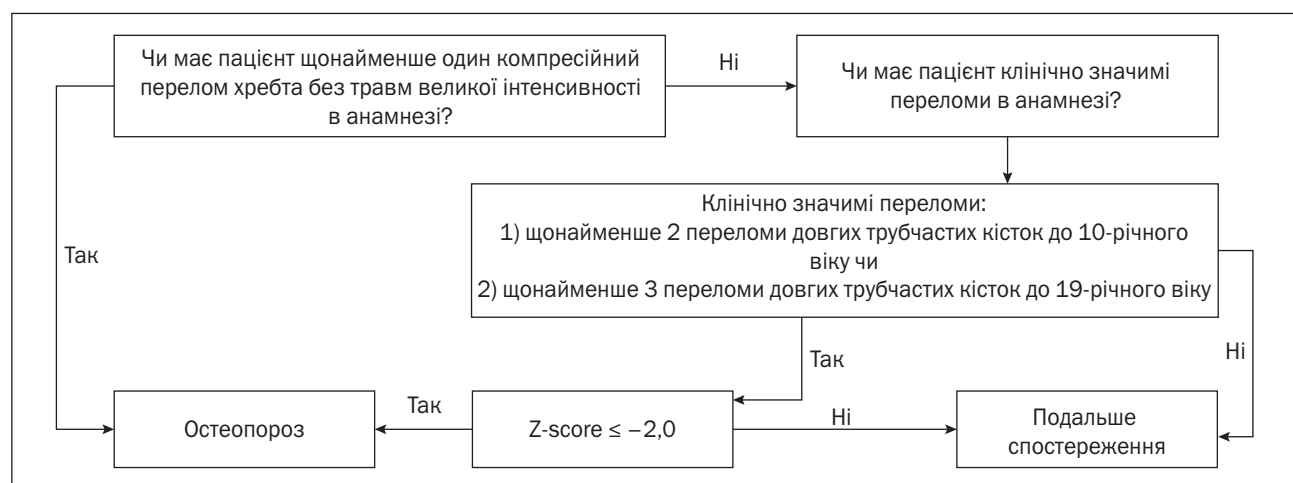 Чи має пацієнт щонайменше один компресійний
перелом хребта без травм великої інтенсивності
в анамнезі?
Ні
Чи має пацієнт клінічно значимі
переломи в анамнезі?
Клінічно значимі переломи:
1) щонайменше 2 переломи довгих трубчастих кісток до 10-річного
віку чи
2) щонайменше 3 переломи довгих трубчастих кісток до 19-річного віку
Так
Так
Ні
Остеопороз
Так
Z-score ≤ −2,0
Ні
Подальше
спостереження